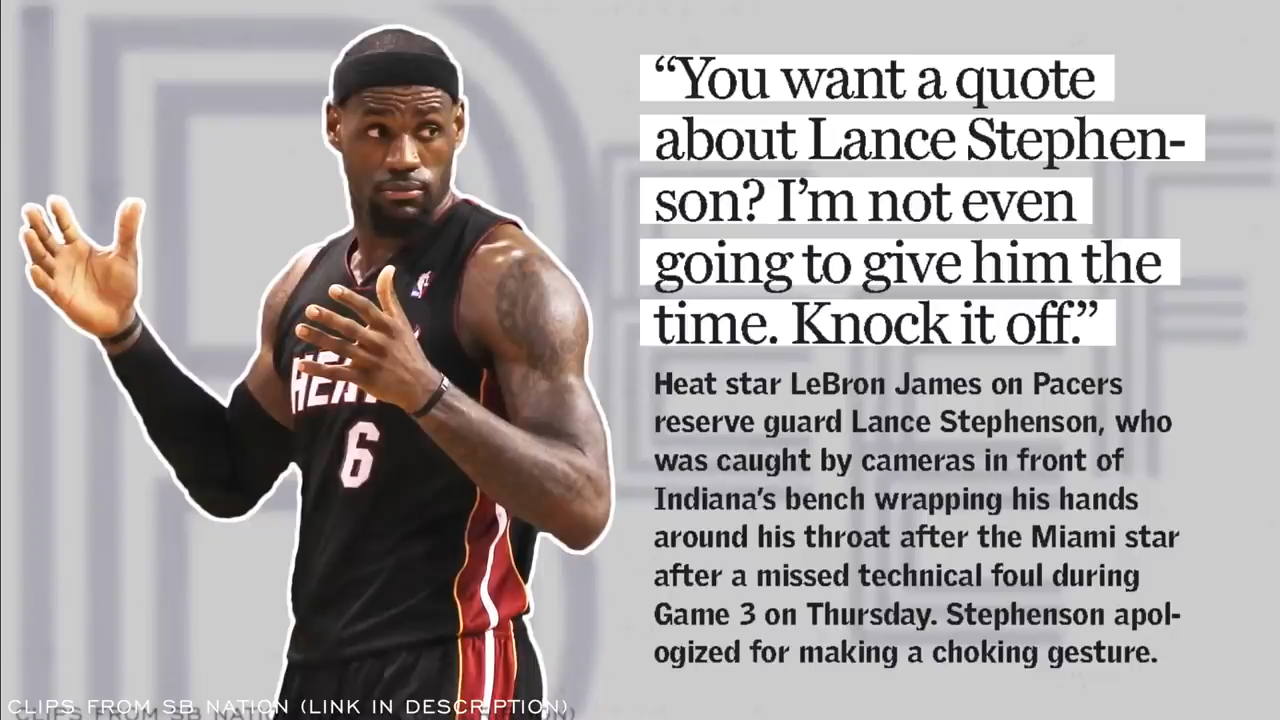 “You want a quote
about Lance Stephen-
son? I’m not even
going to give him the
time. Knock it off.”
Heat star LeBron James on Pacers
reserve guard Lance Stephenson, who
was caught by cameras in front of
Indiana’s bench wrapping his hands
around his throat after the Miami star
after a missed technical foul during
Game 3 on Thursday. Stephenson apol-
ogized for making a choking gesture.
HEA
6
CLIPS FROM SB NATION (LINK IN DESCRIPTION)